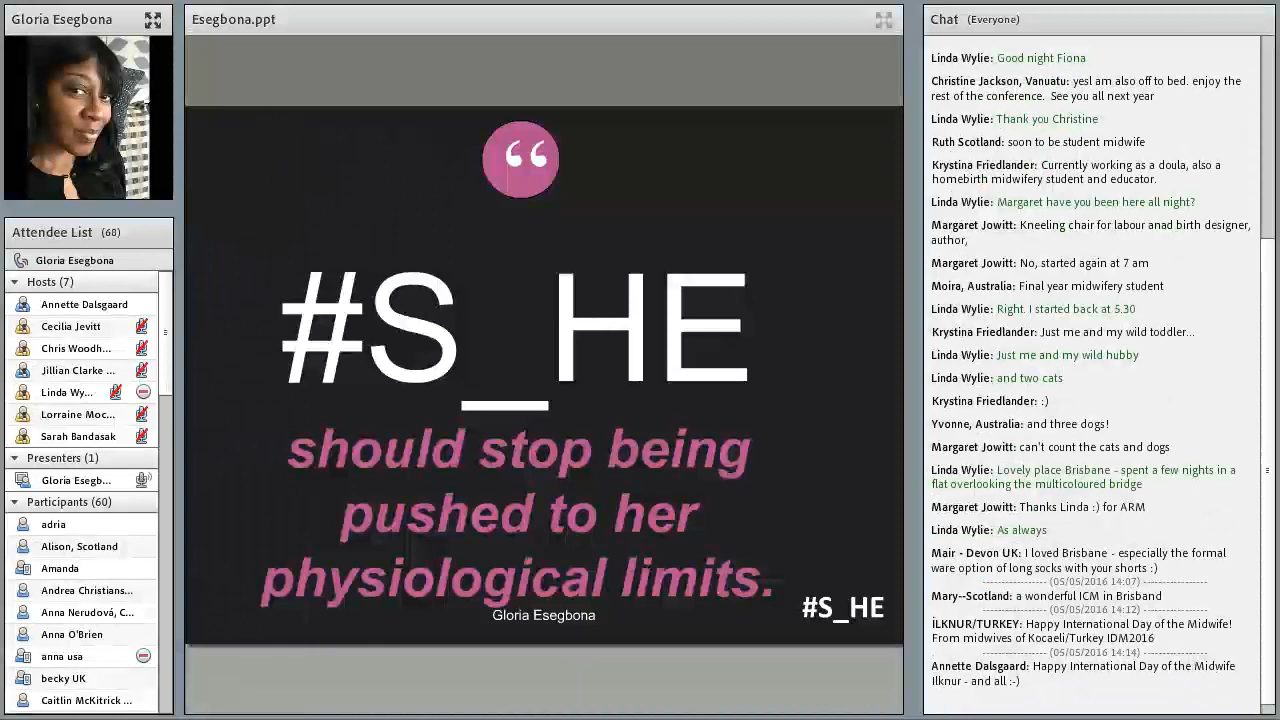 Gloria Esegbona
Attendee List (68)
Gloria Esegbona
Hosts (7)
Annette Dalsgaard
Cecilia Jevitt
Chris Woodh...
Jillian Clarke ...
Linda Wy...
Lorraine Moc...
Sarah Bandasak
Presenters (1)
Gloria Esegb...
Participants (60)
adria
Alison, Scotland
Amanda
Andrea Christians...
Anna Nerudová, C...
Anna O'Brien
anna usa
becky UK
Caitlin McKitrick ...
Esegbona.ppt
“
#S_HE
should stop being
pushed to her
physiological limits.
Gloria Esegbona
#S_HE
Chat (Everyone)
Linda Wylie: Good night Fiona
Christine Jackson, Vanuatu: yesI am also off to bed. enjoy the
rest of the conference. See you all next year
Linda Wylie: Thank you Christine
Ruth Scotland: soon to be student midwife
Krystina Friedlander: Currently working as a doula, also a
homebirth midwifery student and educator.
Linda Wylie: Margaret have you been here all night?
Margaret Jowitt: Kneeling chair for labour anad birth designer,
author,
Margaret Jowitt: No, started again at 7 am
Moira, Australia: Final year midwifery student
Linda Wylie: Right. I started back at 5.30
Krystina Friedlander: Just me and my wild toddler...
Linda Wylie: Just me and my wild hubby
Linda Wylie: and two cats
Krystina Friedlander: :)
Yvonne, Australia: and three dogs!
Margaret Jowitt: can't count the cats and dogs
Linda Wylie: Lovely place Brisbane - spent a few nights in a
flat overlooking the multicoloured bridge
Margaret Jowitt: Thanks Linda :) for ARM
Linda Wylie: As always
Mair - Devon UK: I loved Brisbane - especially the formal
ware option of long socks with your shorts :)
---------------- (05/05/2016 14:07) ----------------
Mary--Scotland: a wonderful ICM in Brisband
---------------- (05/05/2016 14:12) ----------------
İLKNUR/TURKEY: Happy International Day of the Midwife!
From midwives of Kocaeli/Turkey IDM2016
---------------- (05/05/2016 14:14) ----------------
Annette Dalsgaard: Happy International Day of the Midwife
Ilknur - and all :-)